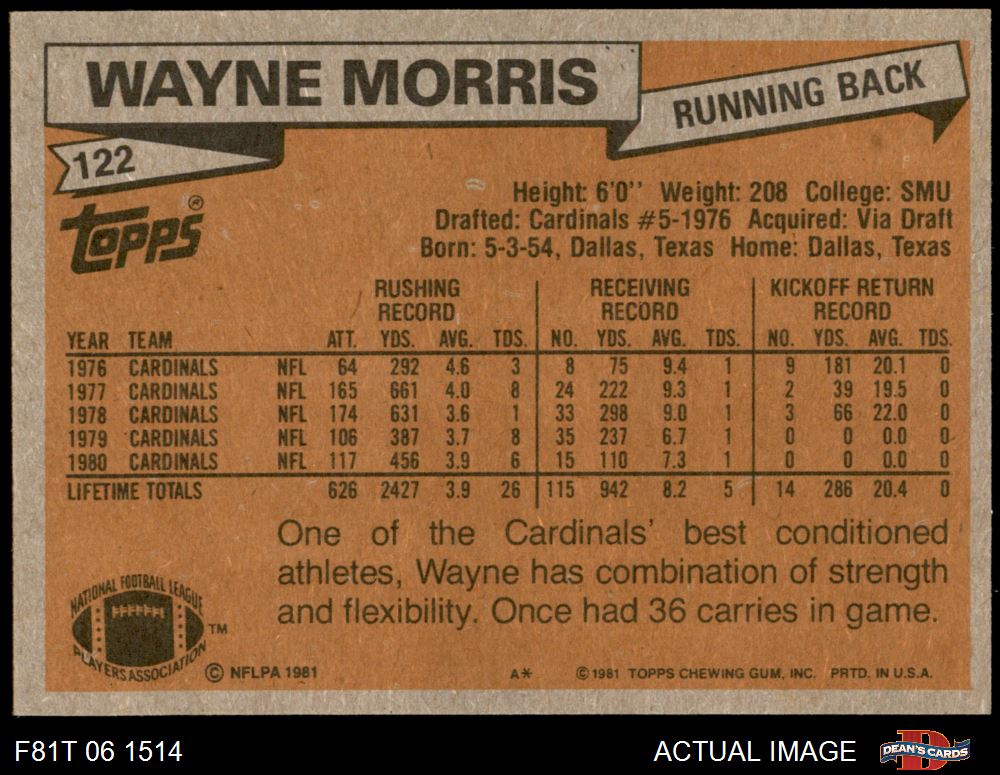 WAYNE MORRIS
RUNNING BACK
122
TOPPS®
Height: 6'0'' Weight: 208 College: SMU
Drafted: Cardinals #5-1976 Acquired: Via Draft
Born: 5-3-54, Dallas, Texas Home: Dallas, Texas
RUSHING RECORD RECEIVING RECORD KICKOFF RETURN RECORD
YEAR TEAM ATT. YDS. AVG. TDS. NO. YDS. AVG. TDS. NO. YDS. AVG. TDS.
1976 CARDINALS NFL 64 292 4.6 3 8 75 9.4 1 9 181 20.1 0
1977 CARDINALS NFL 165 661 4.0 8 24 222 9.3 1 2 39 19.5 0
1978 CARDINALS NFL 174 631 3.6 1 33 298 9.0 1 3 66 22.0 0
1979 CARDINALS NFL 106 387 3.7 8 35 237 6.7 1 0 0 0.0 0
1980 CARDINALS NFL 117 456 3.9 6 15 110 7.3 1 0 0 0.0 0
LIFETIME TOTALS 626 2427 3.9 26 115 942 8.2 5 14 286 20.4 0
One of the Cardinals' best conditioned
athletes, Wayne has combination of strength
and flexibility. Once had 36 carries in game.
NATIONAL FOOTBALL LEAGUE
PLAYERS ASSOCIATION
TM
© NFLPA 1981
A*
© 1981 TOPPS CHEWING GUM, INC. PRTD. IN U.S.A.
F81T 06 1514
ACTUAL IMAGE
D
DEAN'S CARDS